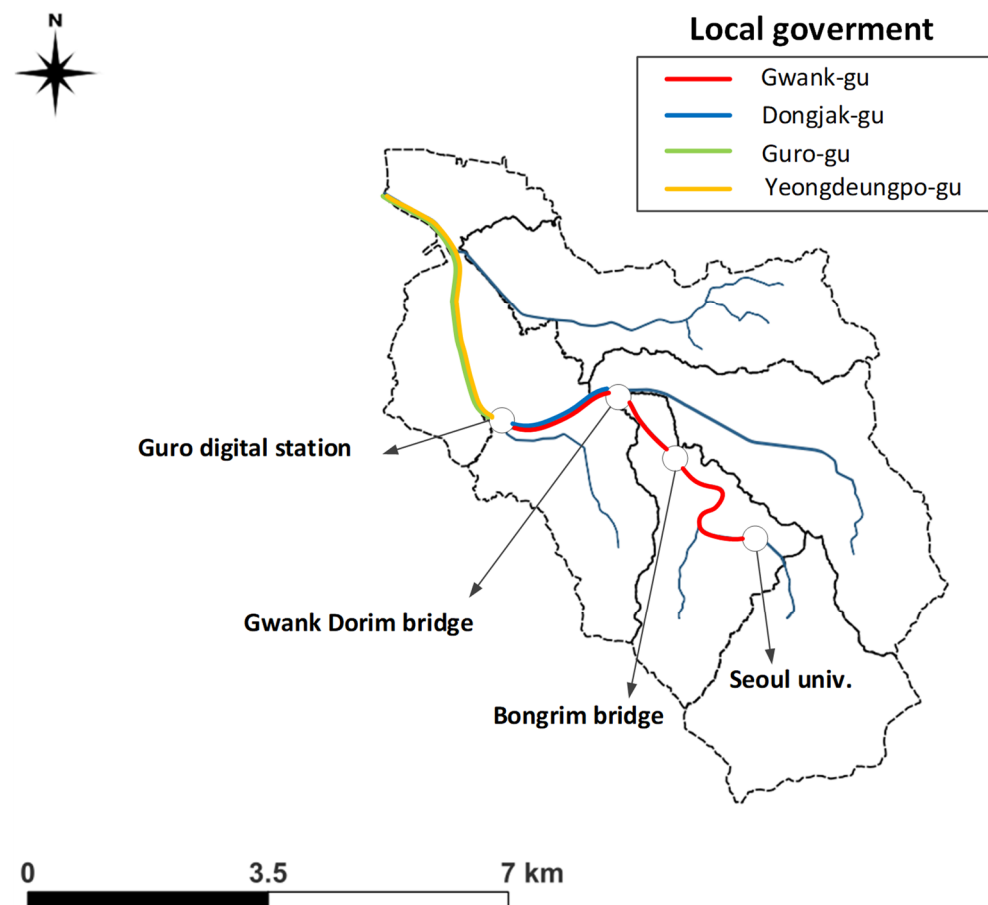 N
Local goverment
Gwank-gu
Dongjak-gu
Guro-gu
Yeongdeungpo-gu
Guro digital station
Gwank Dorim bridge
Seoul univ.
Bongrim bridge
0 3.5 7 km